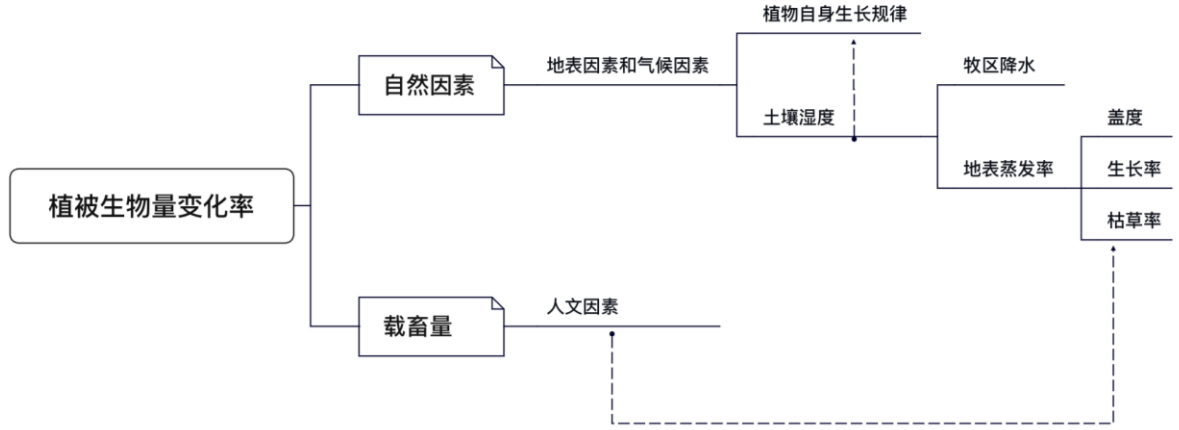 植物自身生长规律
地表因素和气候因素
牧区降水
自然因素
土壤湿度
盖度
地表蒸发率
生长率
植被生物量变化率
枯草率
人文因素
载畜量